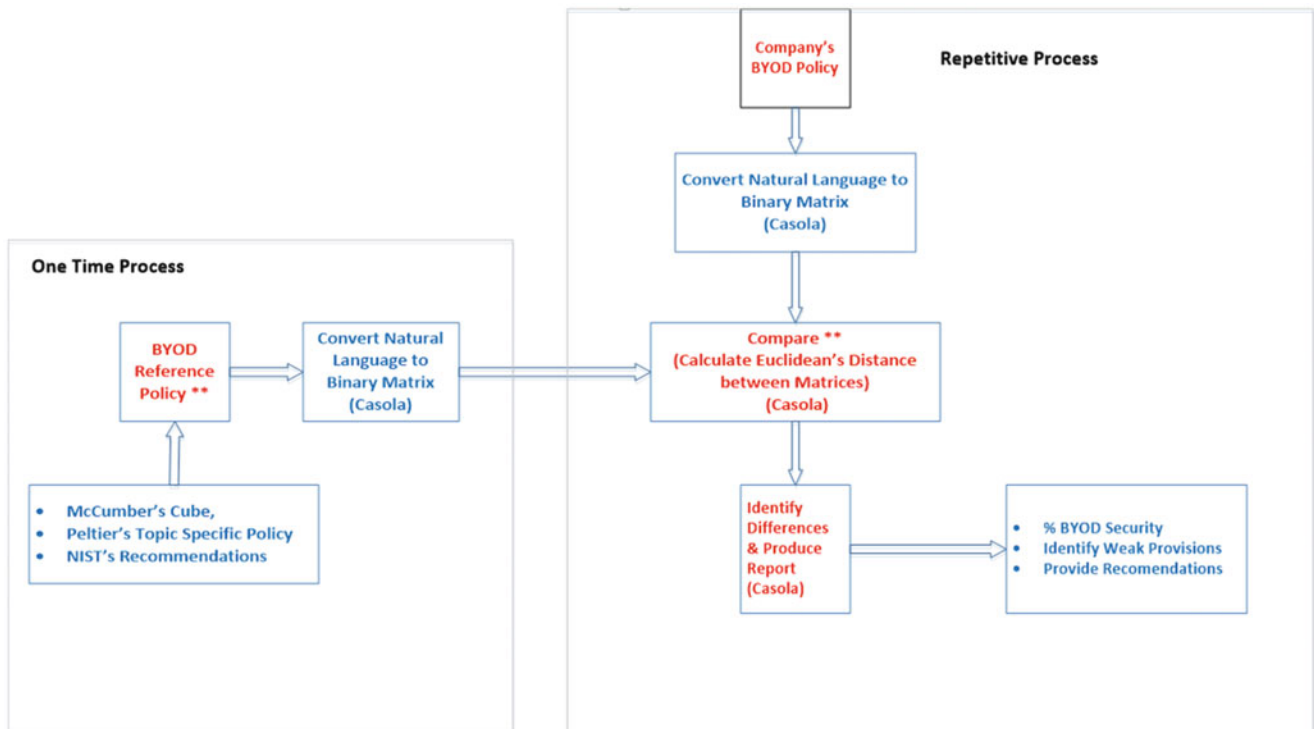 Company's
BYOD Policy
Repetitive Process
Convert Natural Language to
Binary Matrix
(Casola)
One Time Process
BYOD
Reference
Policy **
Convert Natural
Language to
Binary Matrix
(Casola)
Compare **
(Calculate Euclidean's Distance
between Matrices)
(Casola)
• McCumber's Cube,
• Peltier's Topic Specific Policy
• NIST's Recommendations
Identify
Differences
& Produce
Report
(Casola)
• % BYOD Security
• Identify Weak Provisions
• Provide Recomendations